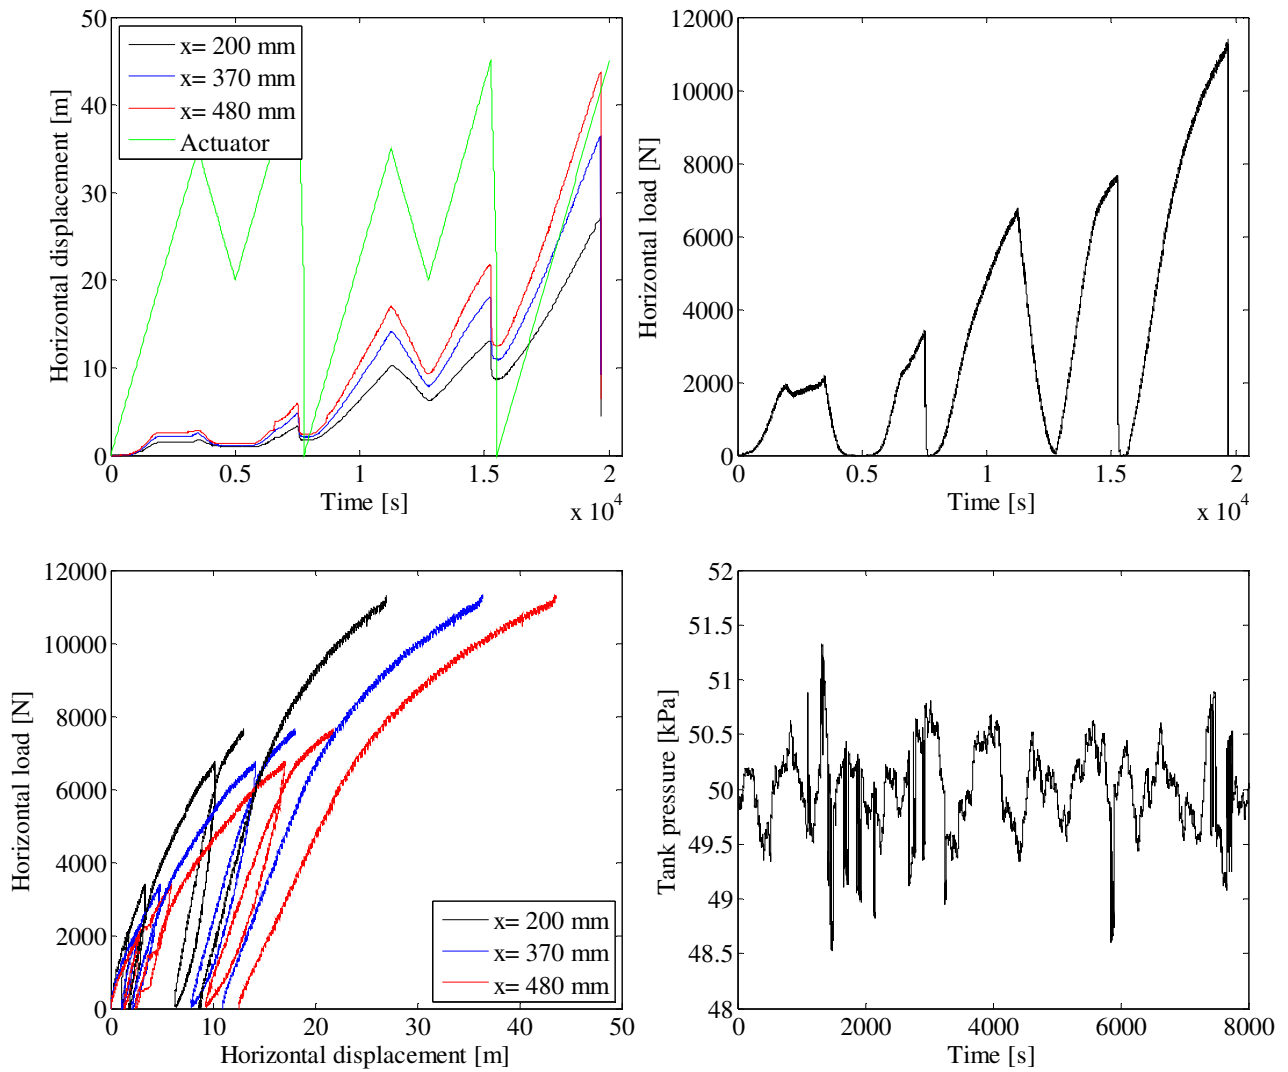 50
40
30
20
10
0
Horizontal displacement [m]
x= 200 mm
x= 370 mm
x= 480 mm
Actuator
0 0.5 1 1.5 2
Time [s]
x 10^4
12000
10000
8000
6000
4000
2000
0
Horizontal load [N]
0 0.5 1 1.5 2
Time [s]
x 10^4
12000
10000
8000
6000
4000
2000
0
Horizontal load [N]
x= 200 mm
x= 370 mm
x= 480 mm
0 10 20 30 40 50
Horizontal displacement [m]
52
51.5
51
50.5
50
49.5
49
48.5
48
Tank pressure [kPa]
0 2000 4000 6000 8000
Time [s]